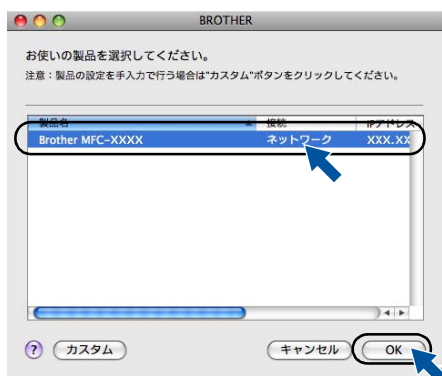 BROTHER
お使いの製品を選択してください。
注意：製品の設定を手入力で行う場合は"カスタム"ボタンをクリックしてください。
製品名 接続 IPアドレス
Brother MFC-XXXX ネットワーク XXX.XX
? カスタム キャンセル OK